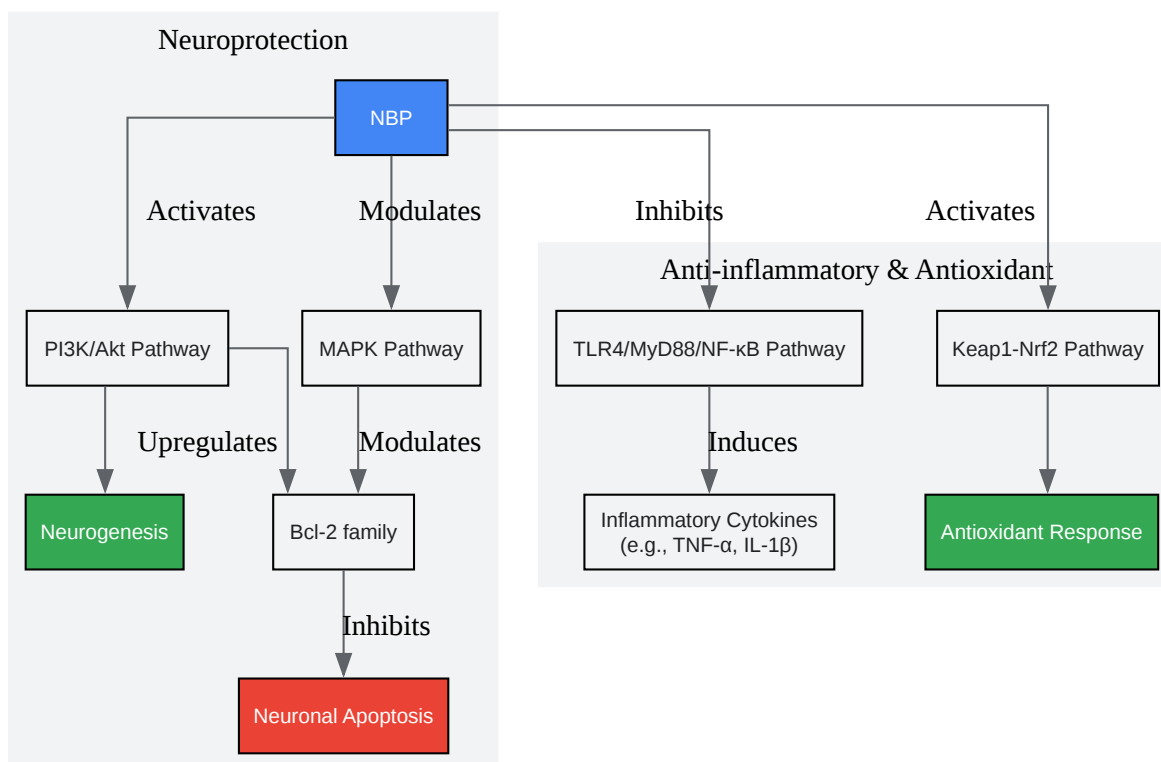 Neuroprotection
NBP
Activates
Modulates
Inhibits
Activates
Anti-inflammatory & Antioxidant
PI3K/Akt Pathway
MAPK Pathway
TLR4/MyD88/NF-κB Pathway
Keap1-Nrf2 Pathway
Upregulates
Modulates
Induces
Neurogenesis
Bcl-2 family
Inflammatory Cytokines
(e.g., TNF-α, IL-1β)
Antioxidant Response
Inhibits
Neuronal Apoptosis